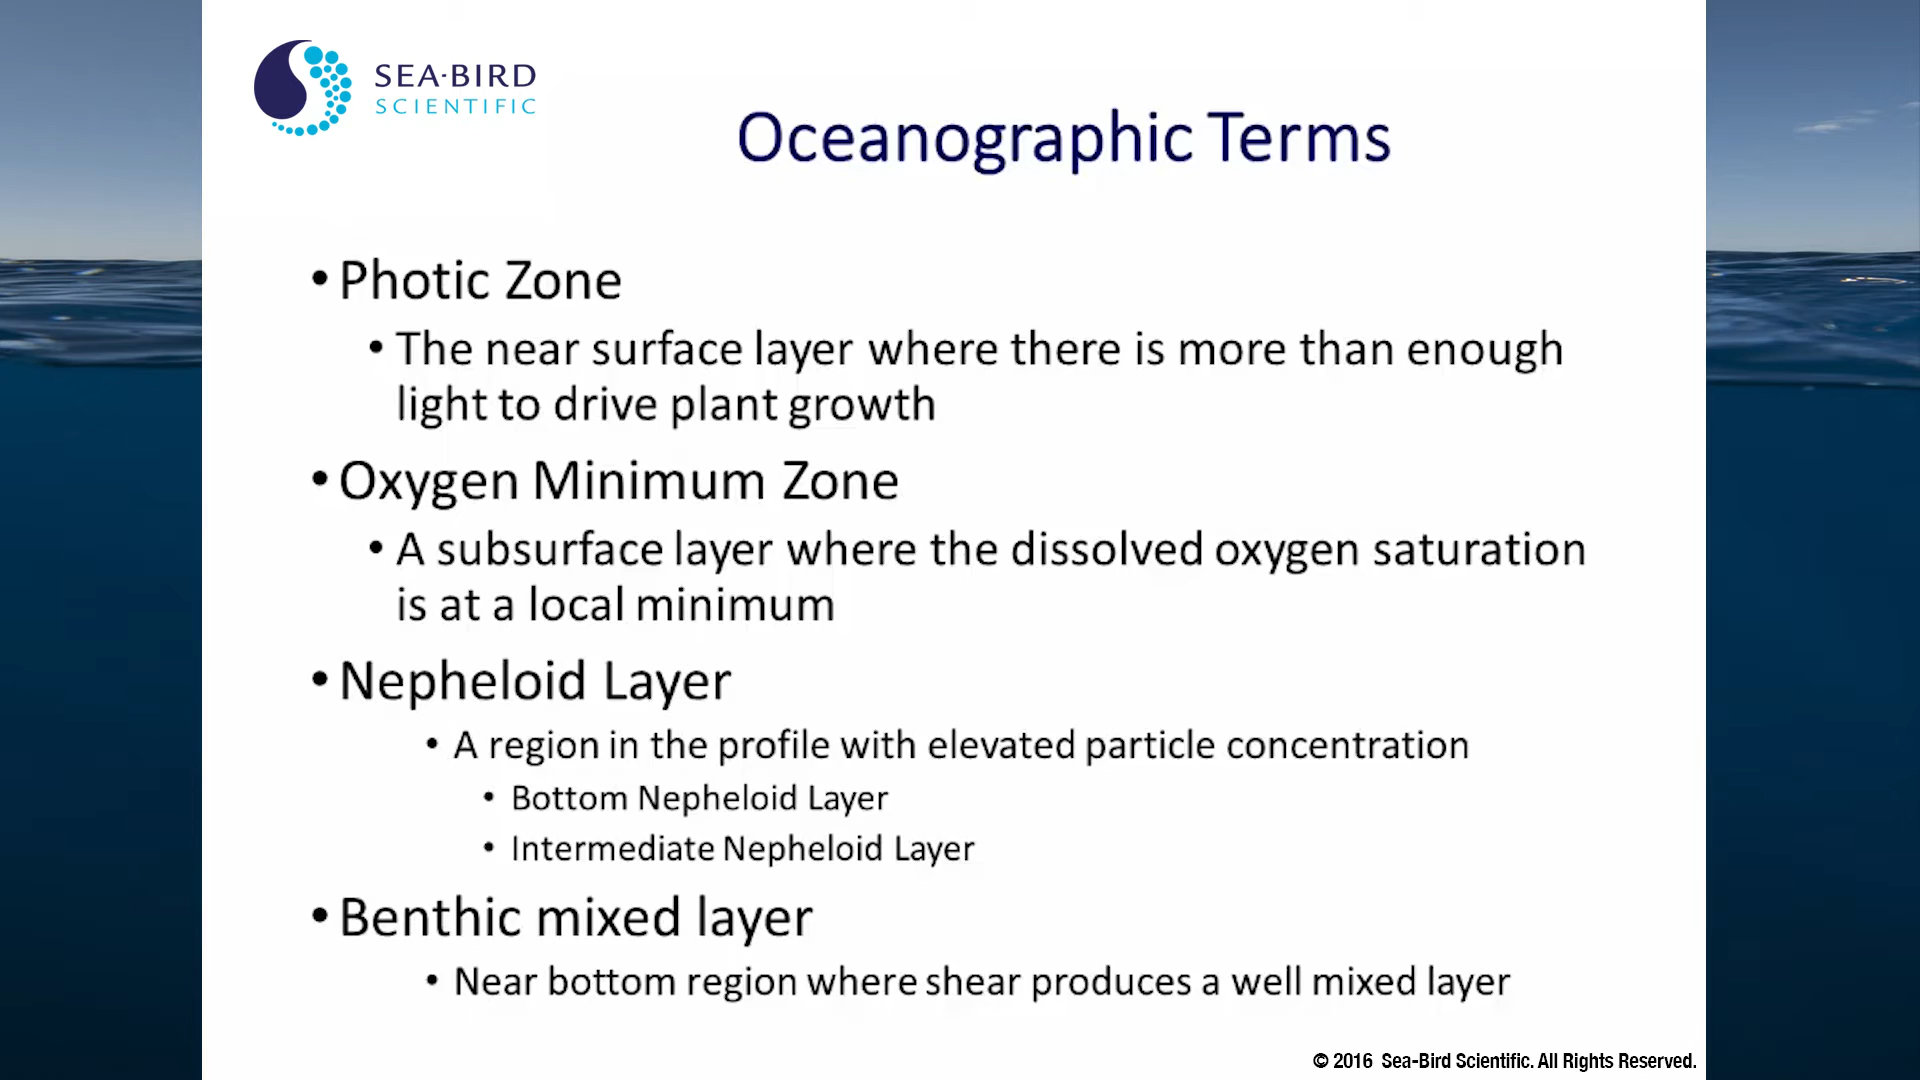 SEA·BIRD
SCIENTIFIC
Oceanographic Terms
• Photic Zone
• The near surface layer where there is more than enough
light to drive plant growth
• Oxygen Minimum Zone
• A subsurface layer where the dissolved oxygen saturation
is at a local minimum
• Nepheloid Layer
• A region in the profile with elevated particle concentration
• Bottom Nepheloid Layer
• Intermediate Nepheloid Layer
• Benthic mixed layer
• Near bottom region where shear produces a well mixed layer
© 2016 Sea-Bird Scientific. All Rights Reserved.